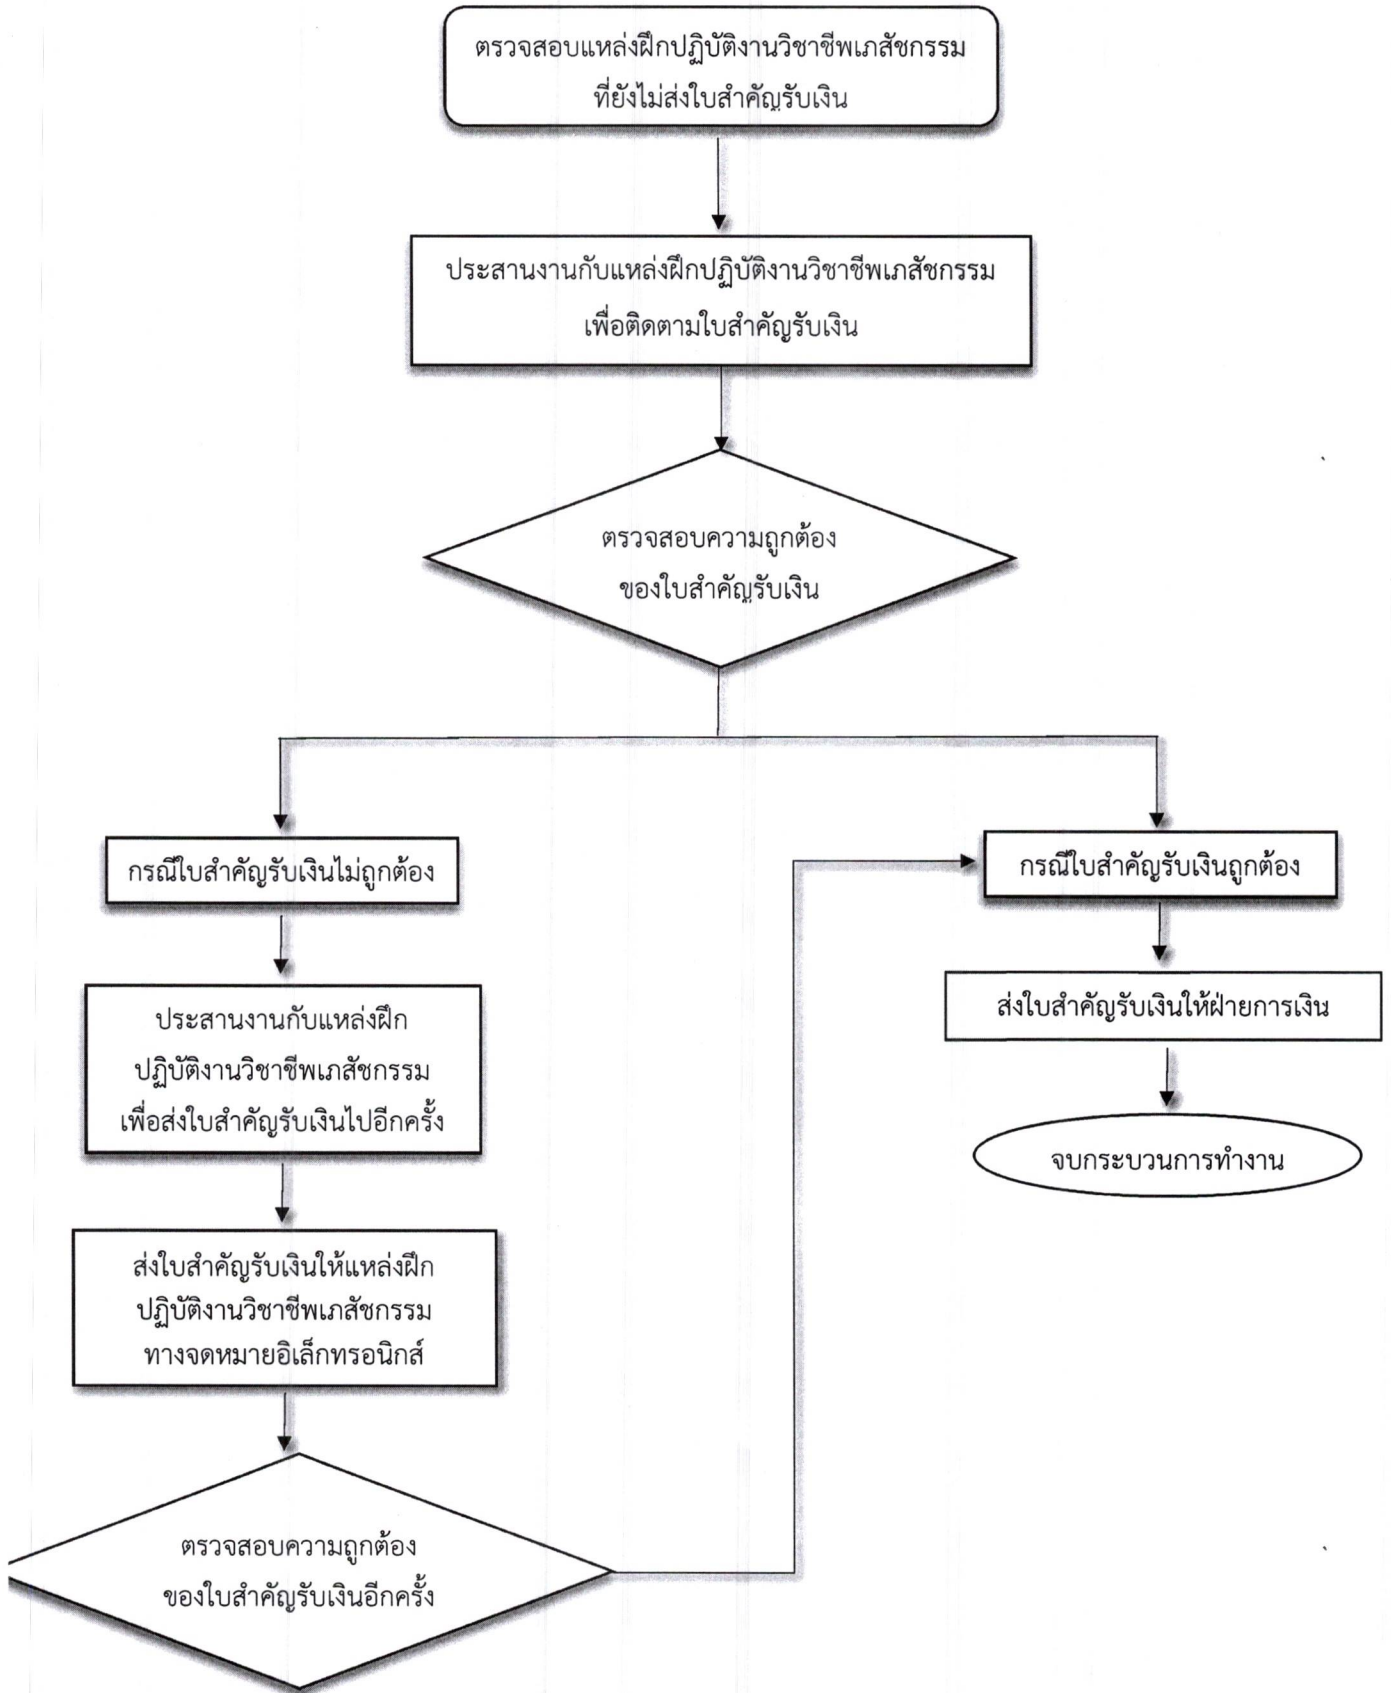 ตรวจสอบแหล่งฝึกปฏิบัติงานวิชาชีพเภสัชกรรม
ที่ยังไม่ส่งใบสำคัญรับเงิน
ประสานงานกับแหล่งฝึกปฏิบัติงานวิชาชีพเภสัชกรรม
เพื่อติดตามใบสำคัญรับเงิน
ตรวจสอบความถูกต้อง
ของใบสำคัญรับเงิน
กรณีใบสำคัญรับเงินไม่ถูกต้อง
ประสานงานกับแหล่งฝึก
ปฏิบัติงานวิชาชีพเภสัชกรรม
เพื่อส่งใบสำคัญรับเงินไปอีกครั้ง
ส่งใบสำคัญรับเงินให้แหล่งฝึก
ปฏิบัติงานวิชาชีพเภสัชกรรม
ทางจดหมายอิเล็กทรอนิกส์
ตรวจสอบความถูกต้อง
ของใบสำคัญรับเงินอีกครั้ง
กรณีใบสำคัญรับเงินถูกต้อง
ส่งใบสำคัญรับเงินให้ฝ่ายการเงิน
จบกระบวนการทำงาน